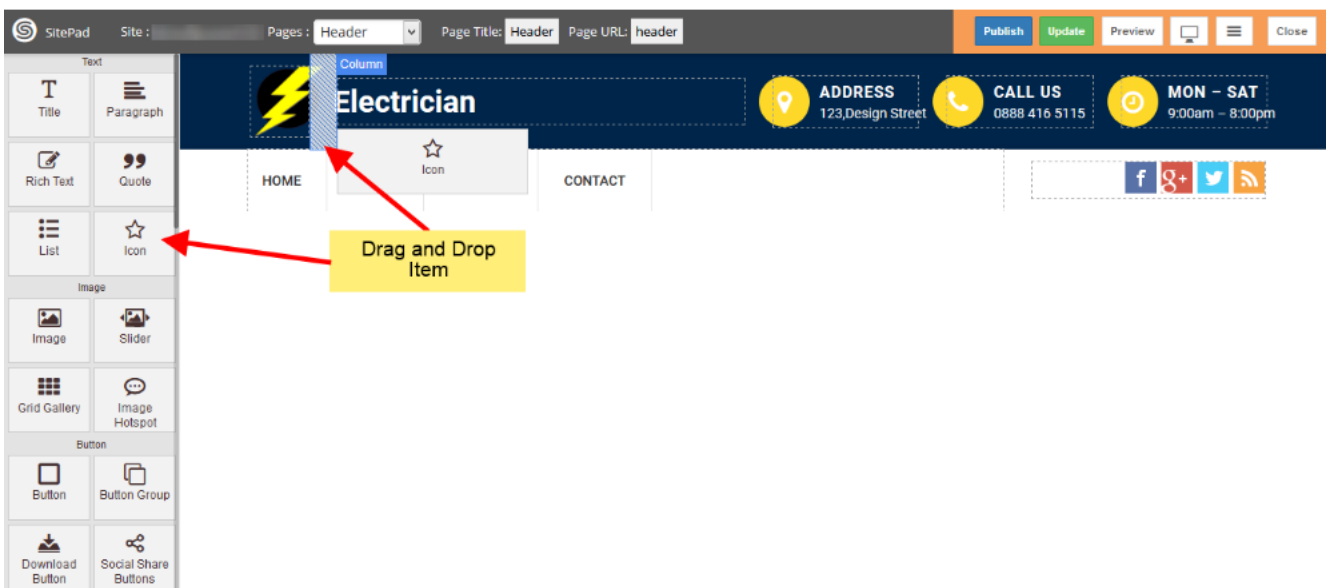 SitePad Site : Pages : Header Page Title: Header Page URL: header Publish Update Preview Close
Text
Title Paragraph
Rich Text Quote
List Icon
Image
Image Slider
Grid Gallery Image
Hotspot
Button
Button Button Group
Download
Button
Social Share
Buttons
Column
Electrician
ADDRESS
123,Design Street
CALL US
0888 416 5115
MON – SAT
9:00am – 8:00pm
Icon
HOME CONTACT
f g+
Drag and Drop
Item